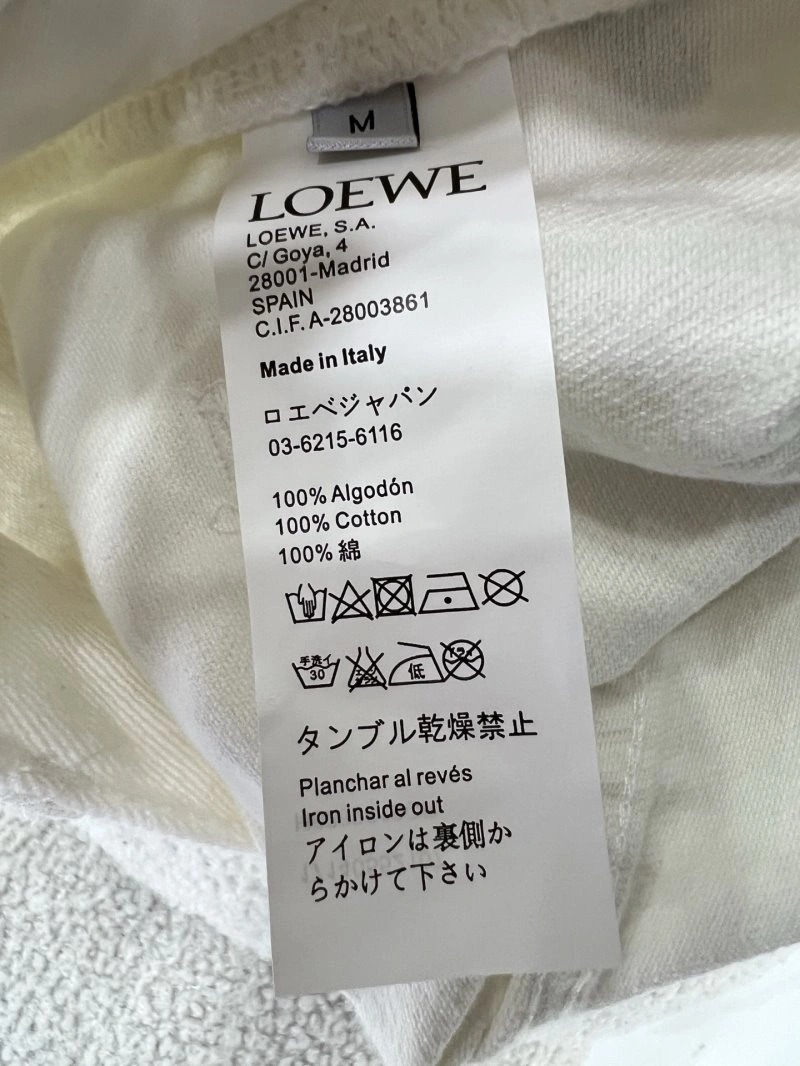 M
LOEWE
LOEWE, S.A.
C/ Goya, 4
28001-Madrid
SPAIN
C.I.F. A-28003861
Made in Italy
ロエベジャパン
03-6215-6116
100% Algodón
100% Cotton
100% 綿
手洗イ
30
低
タンブル乾燥禁止
Planchar al revés
Iron inside out
アイロンは裏側か
らかけて下さい